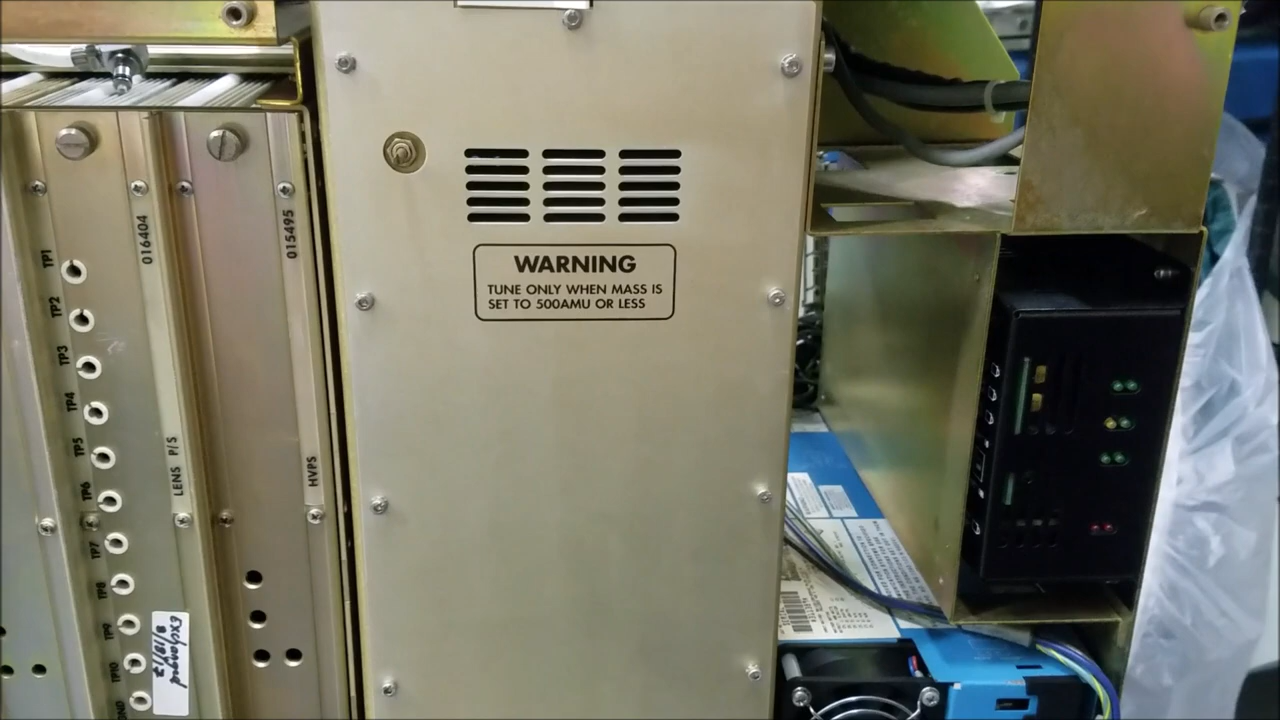 016404
015495
TP1
TP2
TP3
TP4
TP5
TP6
TP7
TP8
TP9
TP10
GND
LENS P/S
HVPS
Exchanged
WARNING
TUNE ONLY WHEN MASS IS
SET TO 500AMU OR LESS